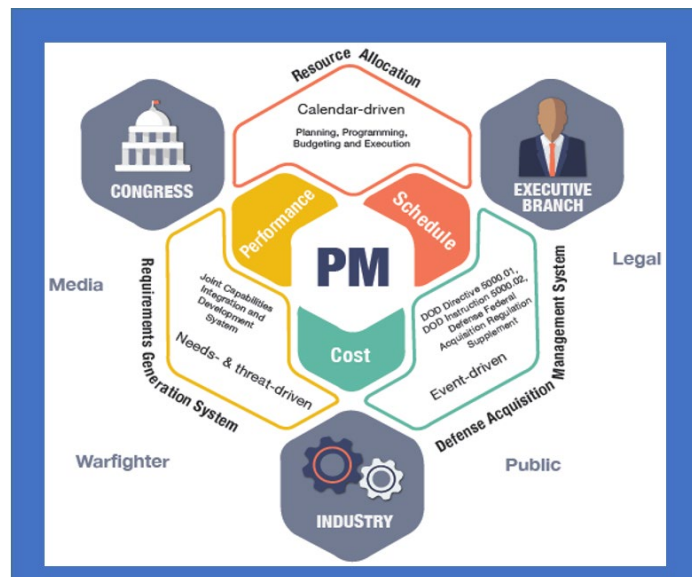 Resource Allocation
Calendar-driven
Planning, Programming,
Budgeting and Execution
CONGRESS
EXECUTIVE
BRANCH
Performance
Schedule
PM
Cost
Media
Legal
Requirements Generation System
Joint Capabilities
Integration and
Development
System
Needs- & threat-driven
DOD Directive 5000.01,
DOD Instruction 5000.02,
Defense Federal
Acquisition Regulation
Supplement
Event-driven
Defense Acquisition Management System
Warfighter
Public
INDUSTRY